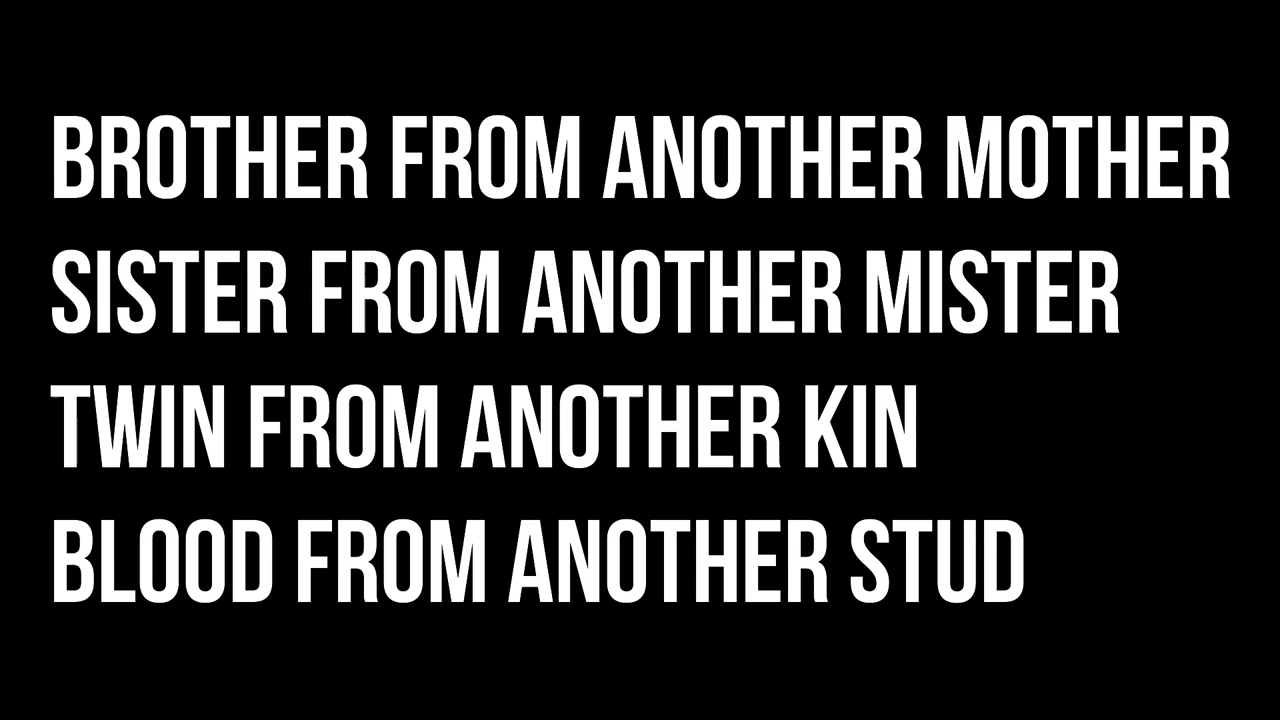 BROTHER FROM ANOTHER MOTHER
SISTER FROM ANOTHER MISTER
TWIN FROM ANOTHER KIN
BLOOD FROM ANOTHER STUD